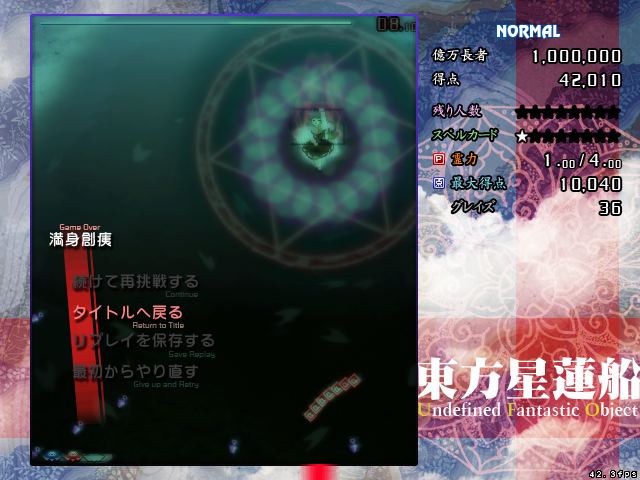 08.10
Game Over
満身創痍
続けて再挑戦する
Continue
タイトルへ戻る
Return to Title
リプレイを保存する
Save Replay
最初からやり直す
Give up and Retry
NORMAL
億万長者 1,000,000
得点 42,010
残り人数
スペルカード
P 霊力 1.00/4.00
点 最大得点 10,040
グレイズ 36
東方星蓮船
Undefined Fantastic Object
42.3fps